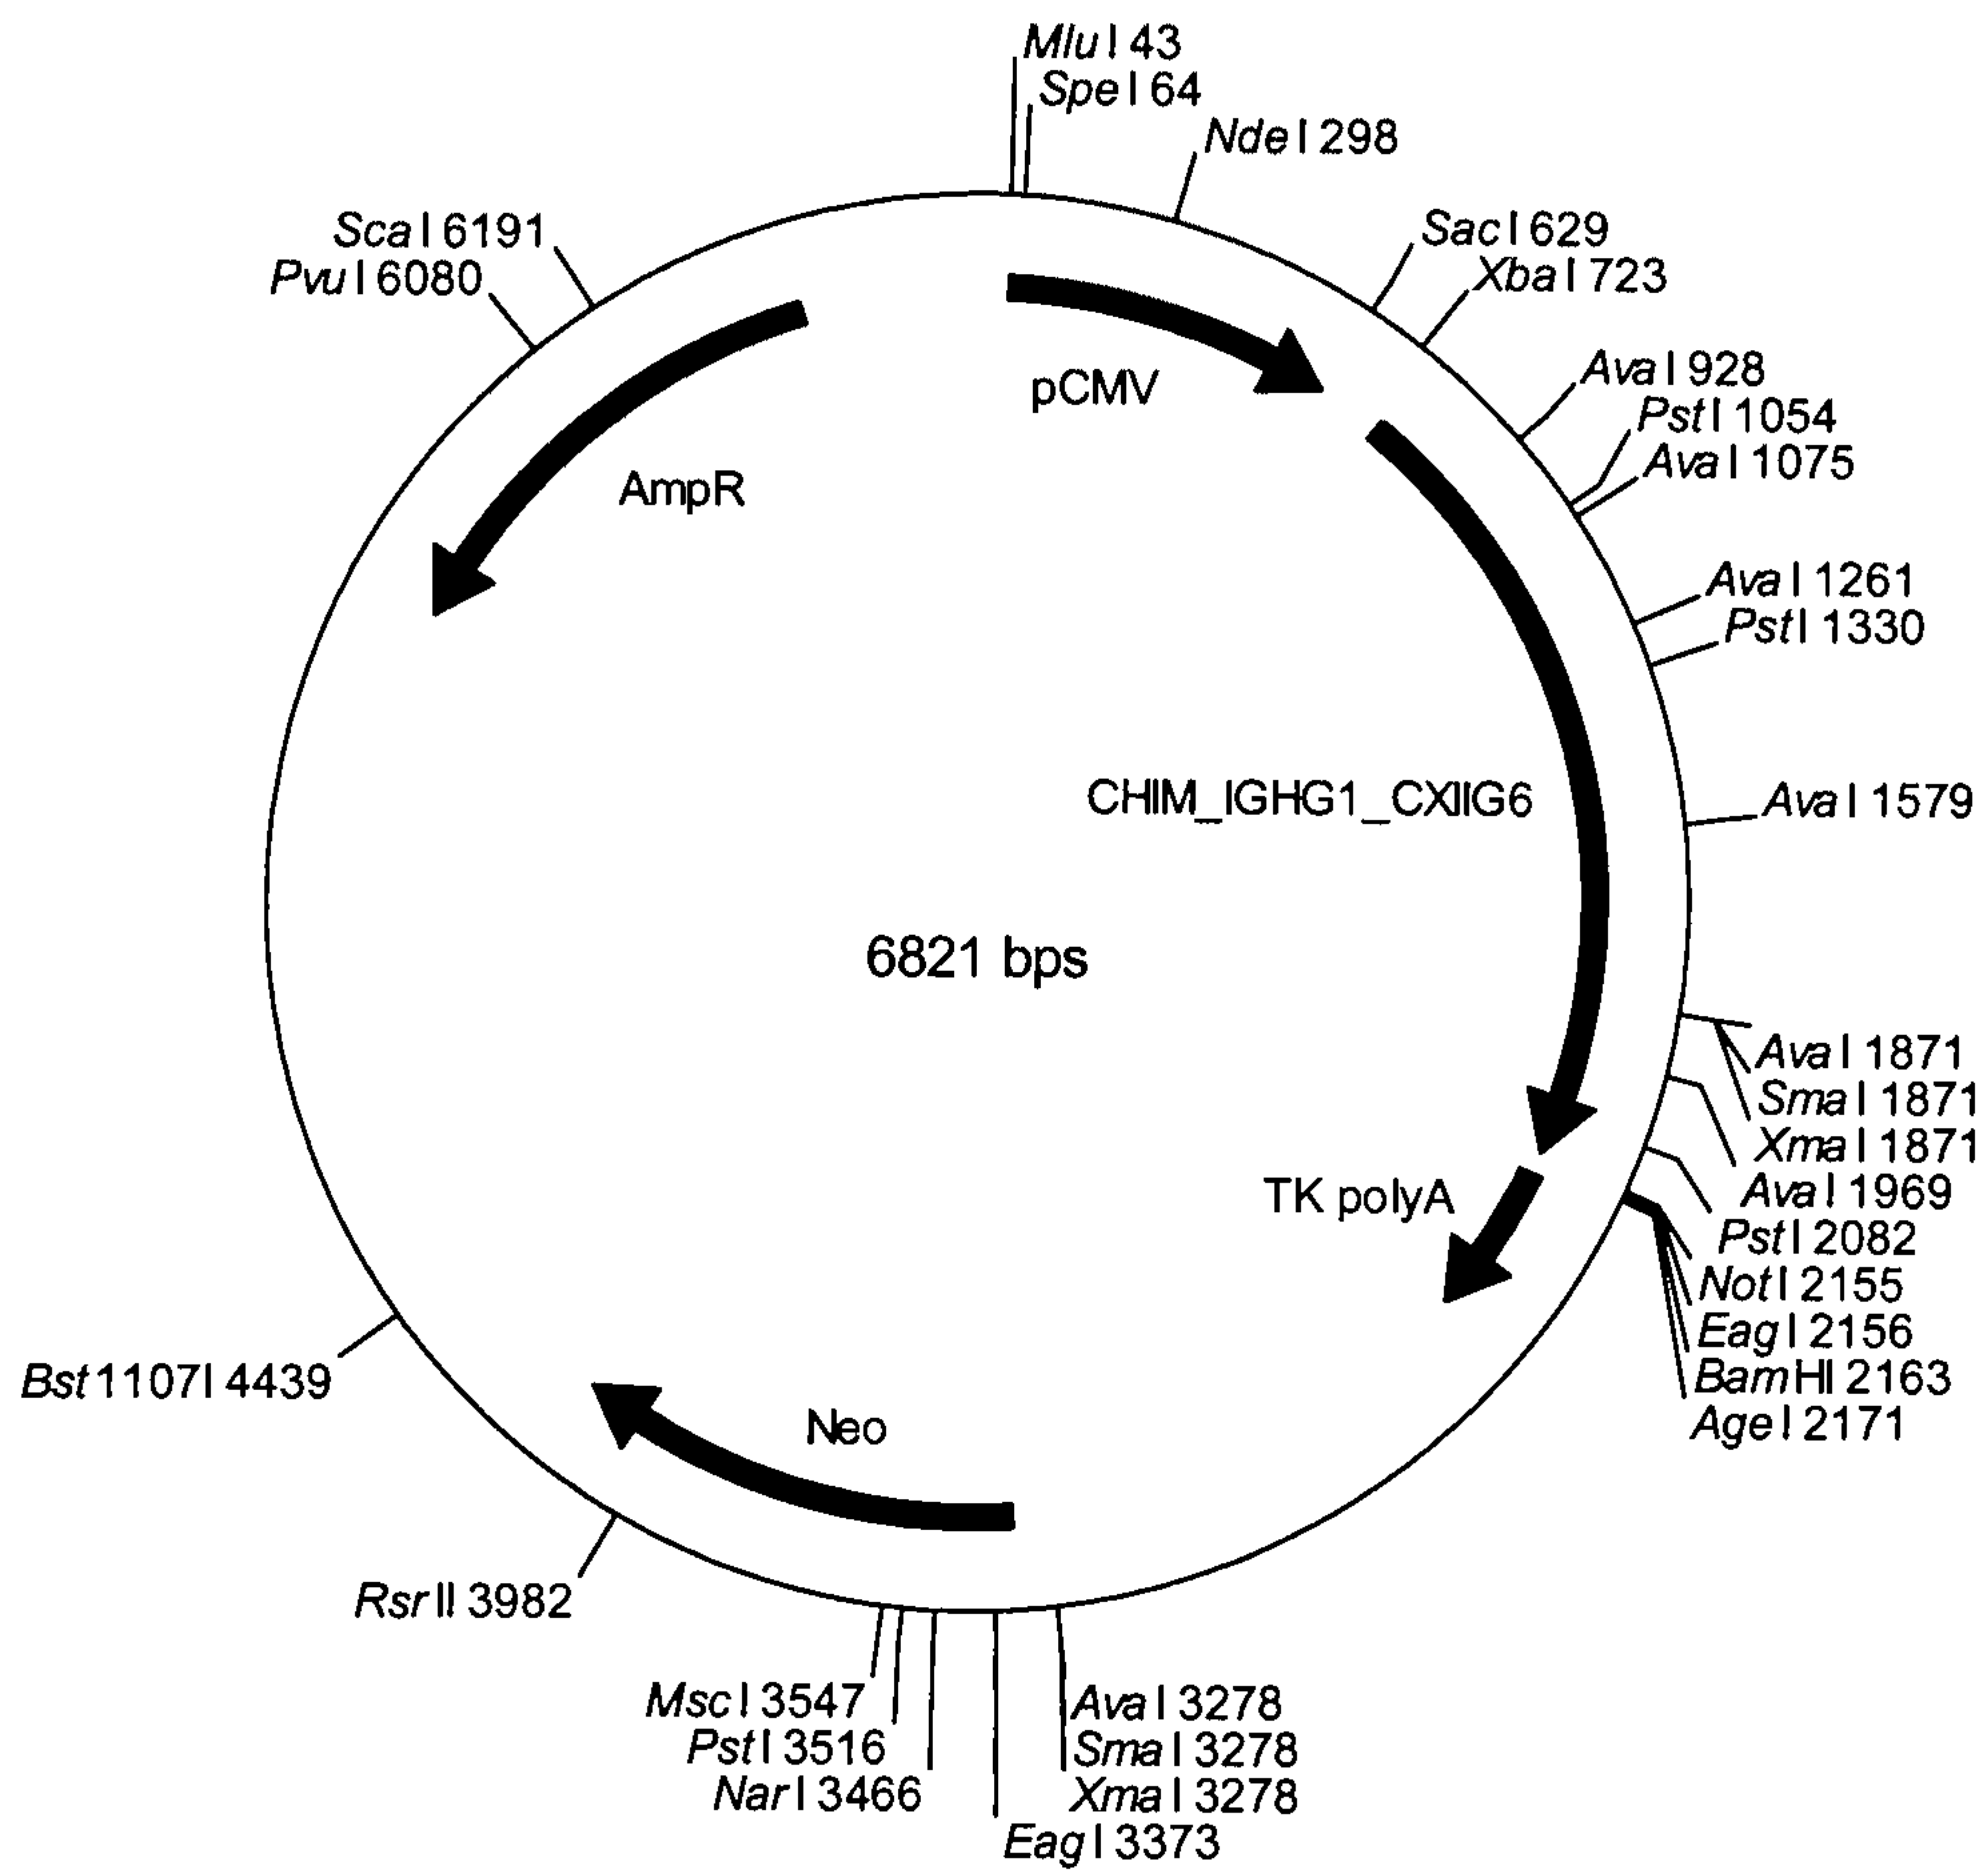 MluI 43
SpeI 64
NdeI 298
ScaI 6191
SacI 629
PvuI 6080
XbaI 723
AvaI 928
pCMV
PstI 1054
AvaI 1075
AmpR
AvaI 1261
PstI 1330
CHIM_IGHG1_CXIIG6
AvaI 1579
6821 bps
AvaI 1871
SmaI 1871
XmaI 1871
TK polyA
AvaI 1969
PstI 2082
NotI 2155
EagI 2156
Bst1107I 4439
BamHI 2163
AgeI 2171
Neo
RsrII 3982
MscI 3547
AvaI 3278
PstI 3516
SmaI 3278
NarI 3466
XmaI 3278
EagI 3373